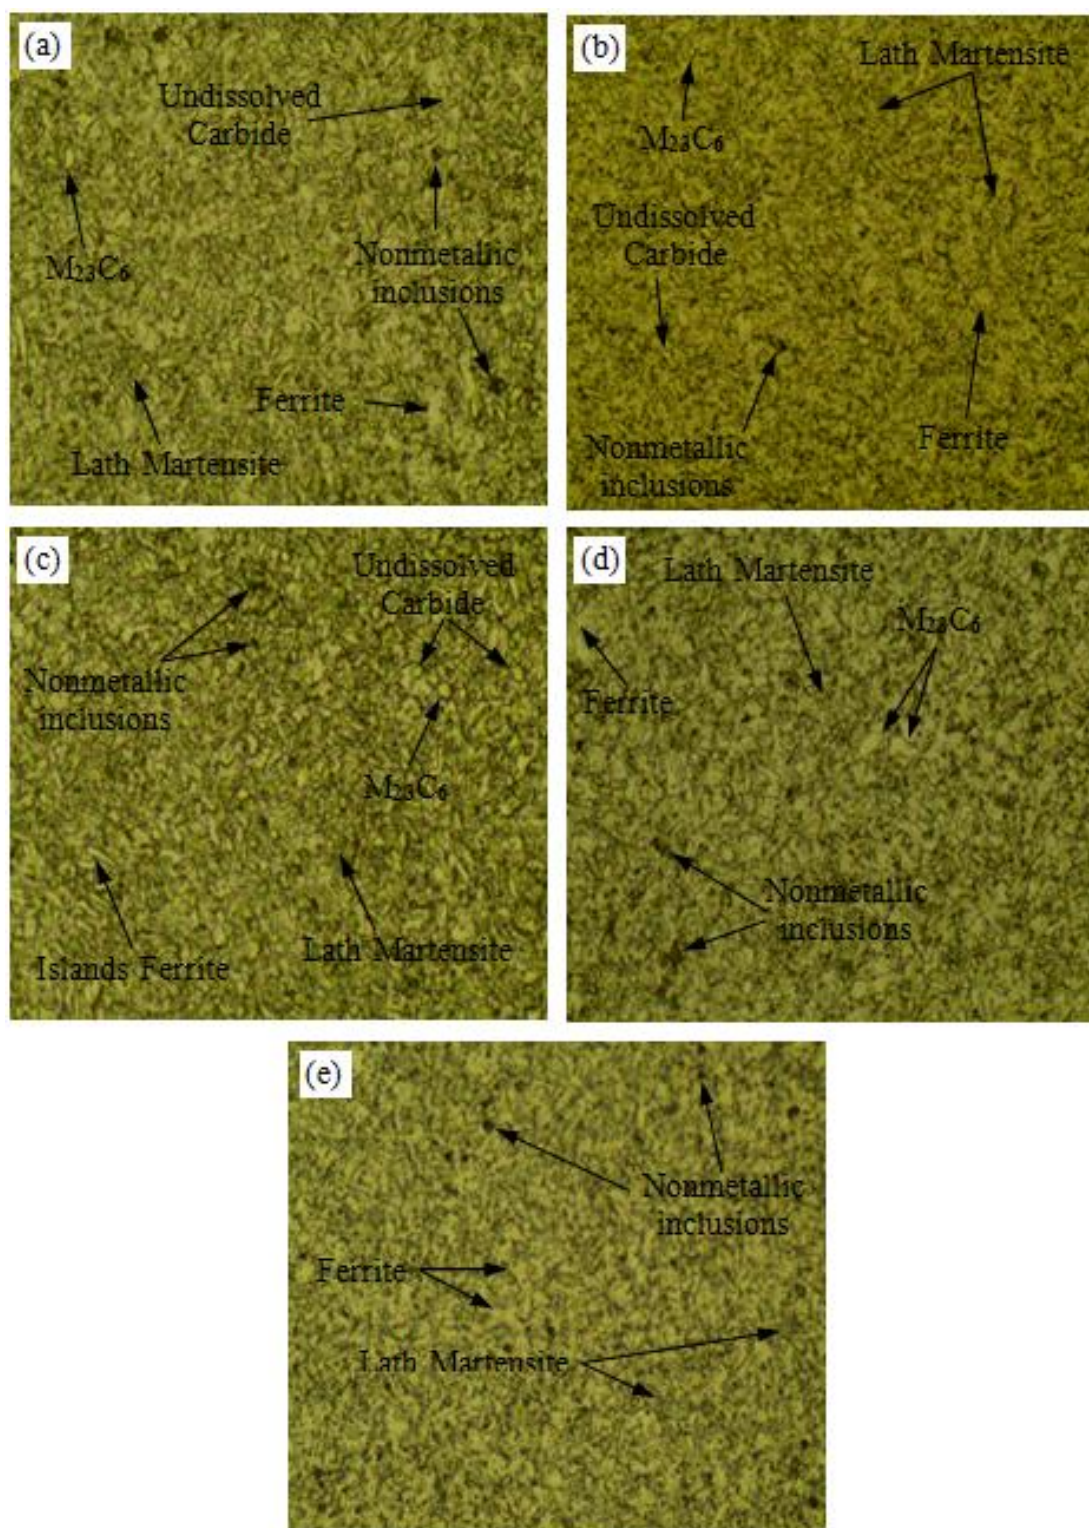 (a)
Undissolved
Carbide
M₂₃C₆
Nonmetallic
inclusions
Ferrite
Lath Martensite
(b)
Lath Martensite
M₂₃C₆
Undissolved
Carbide
Nonmetallic
inclusions
Ferrite
(c)
Undissolved
Carbide
Nonmetallic
inclusions
M₂₃C₆
Lath Martensite
Islands Ferrite
(d)
Lath Martensite
M₂₃C₆
Ferrite
Nonmetallic
inclusions
(e)
Nonmetallic
inclusions
Ferrite
Lath Martensite